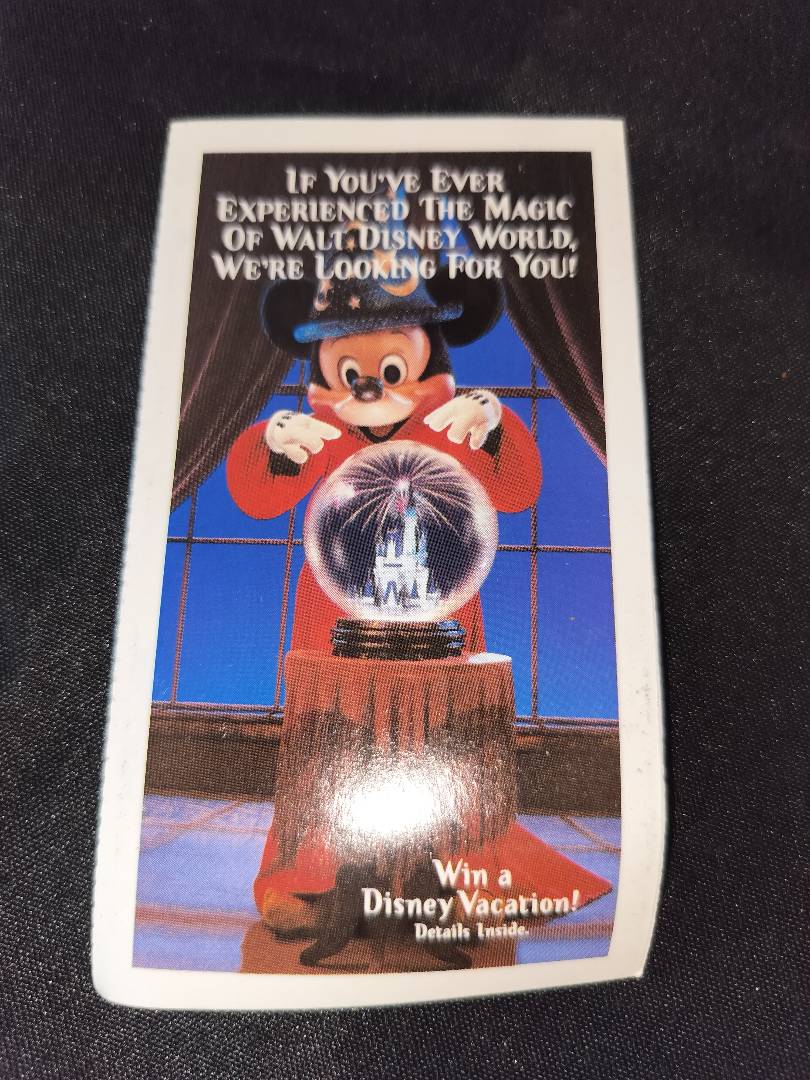 If You've Ever
Experienced The Magic
Of Walt Disney World,
We're Looking For You!
Win a
Disney Vacation!
Details Inside.